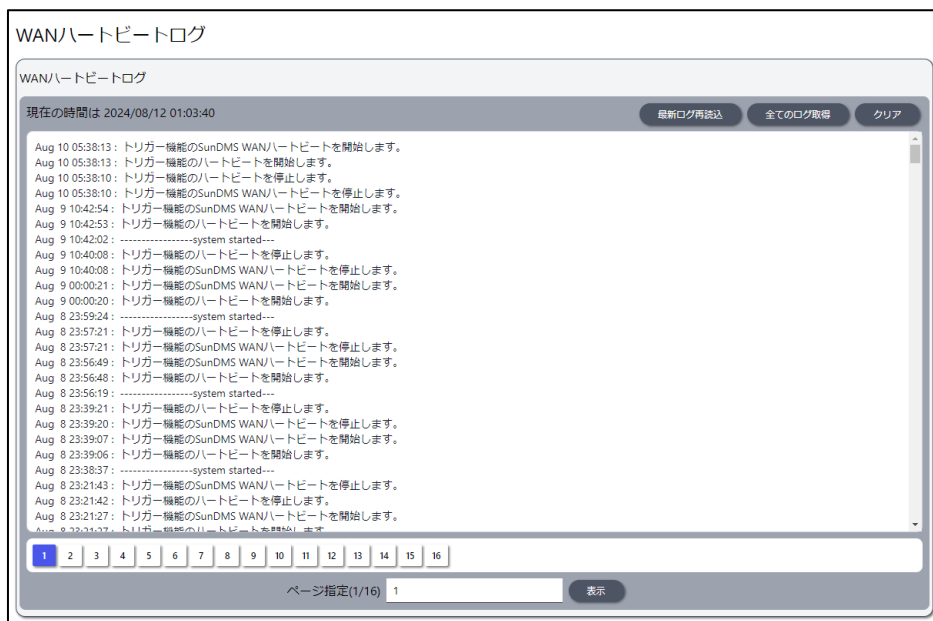 WANハートビートログ
WANハートビートログ
現在の時間は 2024/08/12 01:03:40
最新ログ再読込 全てのログ取得 クリア
Aug 10 05:38:13 : トリガー機能のSunDMS WANハートビートを開始します。
Aug 10 05:38:13 : トリガー機能のハートビートを開始します。
Aug 10 05:38:10 : トリガー機能のハートビートを停止します。
Aug 10 05:38:10 : トリガー機能のSunDMS WANハートビートを停止します。
Aug 9 10:42:54 : トリガー機能のSunDMS WANハートビートを開始します。
Aug 9 10:42:53 : トリガー機能のハートビートを開始します。
Aug 9 10:42:02 : -----------------system started---
Aug 9 10:40:08 : トリガー機能のハートビートを停止します。
Aug 9 10:40:08 : トリガー機能のSunDMS WANハートビートを停止します。
Aug 9 00:00:21 : トリガー機能のSunDMS WANハートビートを開始します。
Aug 9 00:00:20 : トリガー機能のハートビートを開始します。
Aug 8 23:59:24 : -----------------system started---
Aug 8 23:57:21 : トリガー機能のハートビートを停止します。
Aug 8 23:57:21 : トリガー機能のSunDMS WANハートビートを停止します。
Aug 8 23:56:49 : トリガー機能のSunDMS WANハートビートを開始します。
Aug 8 23:56:48 : トリガー機能のハートビートを開始します。
Aug 8 23:56:19 : -----------------system started---
Aug 8 23:39:21 : トリガー機能のハートビートを停止します。
Aug 8 23:39:20 : トリガー機能のSunDMS WANハートビートを停止します。
Aug 8 23:39:07 : トリガー機能のSunDMS WANハートビートを開始します。
Aug 8 23:39:06 : トリガー機能のハートビートを開始します。
Aug 8 23:38:37 : -----------------system started---
Aug 8 23:21:43 : トリガー機能のSunDMS WANハートビートを停止します。
Aug 8 23:21:42 : トリガー機能のハートビートを停止します。
Aug 8 23:21:27 : トリガー機能のSunDMS WANハートビートを開始します。
Aug 8 23:21:27 : トリガー機能のハートビートを開始します。
1 2 3 4 5 6 7 8 9 10 11 12 13 14 15 16
ページ指定(1/16) 1 表示